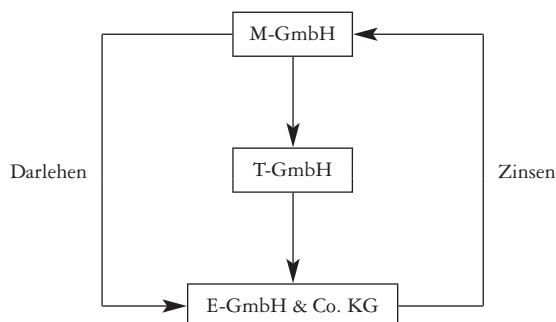 M-GmbH
T-GmbH
Darlehen
Zinsen
E-GmbH & Co. KG